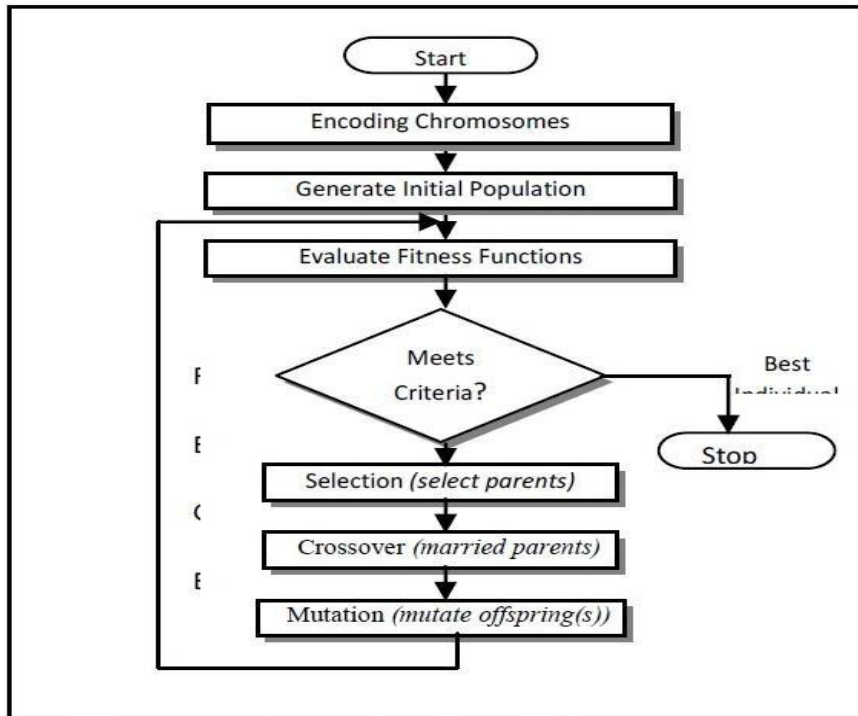 Start
Encoding Chromosomes
Generate Initial Population
Evaluate Fitness Functions
Meets
Criteria?
Best
Stop
Selection (select parents)
Crossover (married parents)
Mutation (mutate offspring(s))